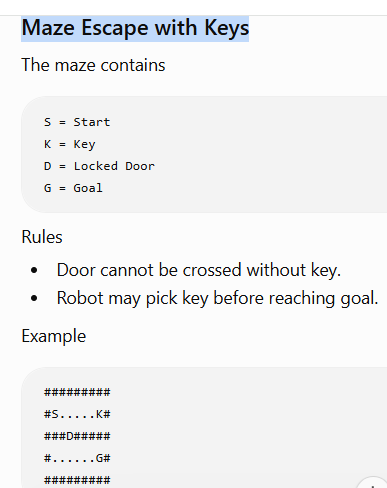 Maze Escape with Keys
The maze contains
S = Start
K = Key
D = Locked Door
G = Goal
Rules
• Door cannot be crossed without key.
• Robot may pick key before reaching goal.
Example
#########
#S.....K#
###D#####
#......G#
#########